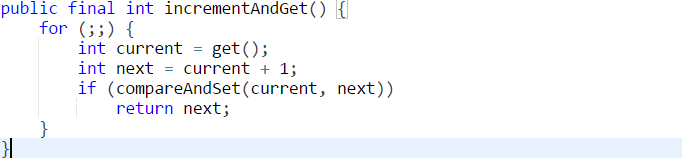 public final int incrementAndGet() {
    for (;;) {
        int current = get();
        int next = current + 1;
        if (compareAndSet(current, next))
            return next;
    }
}